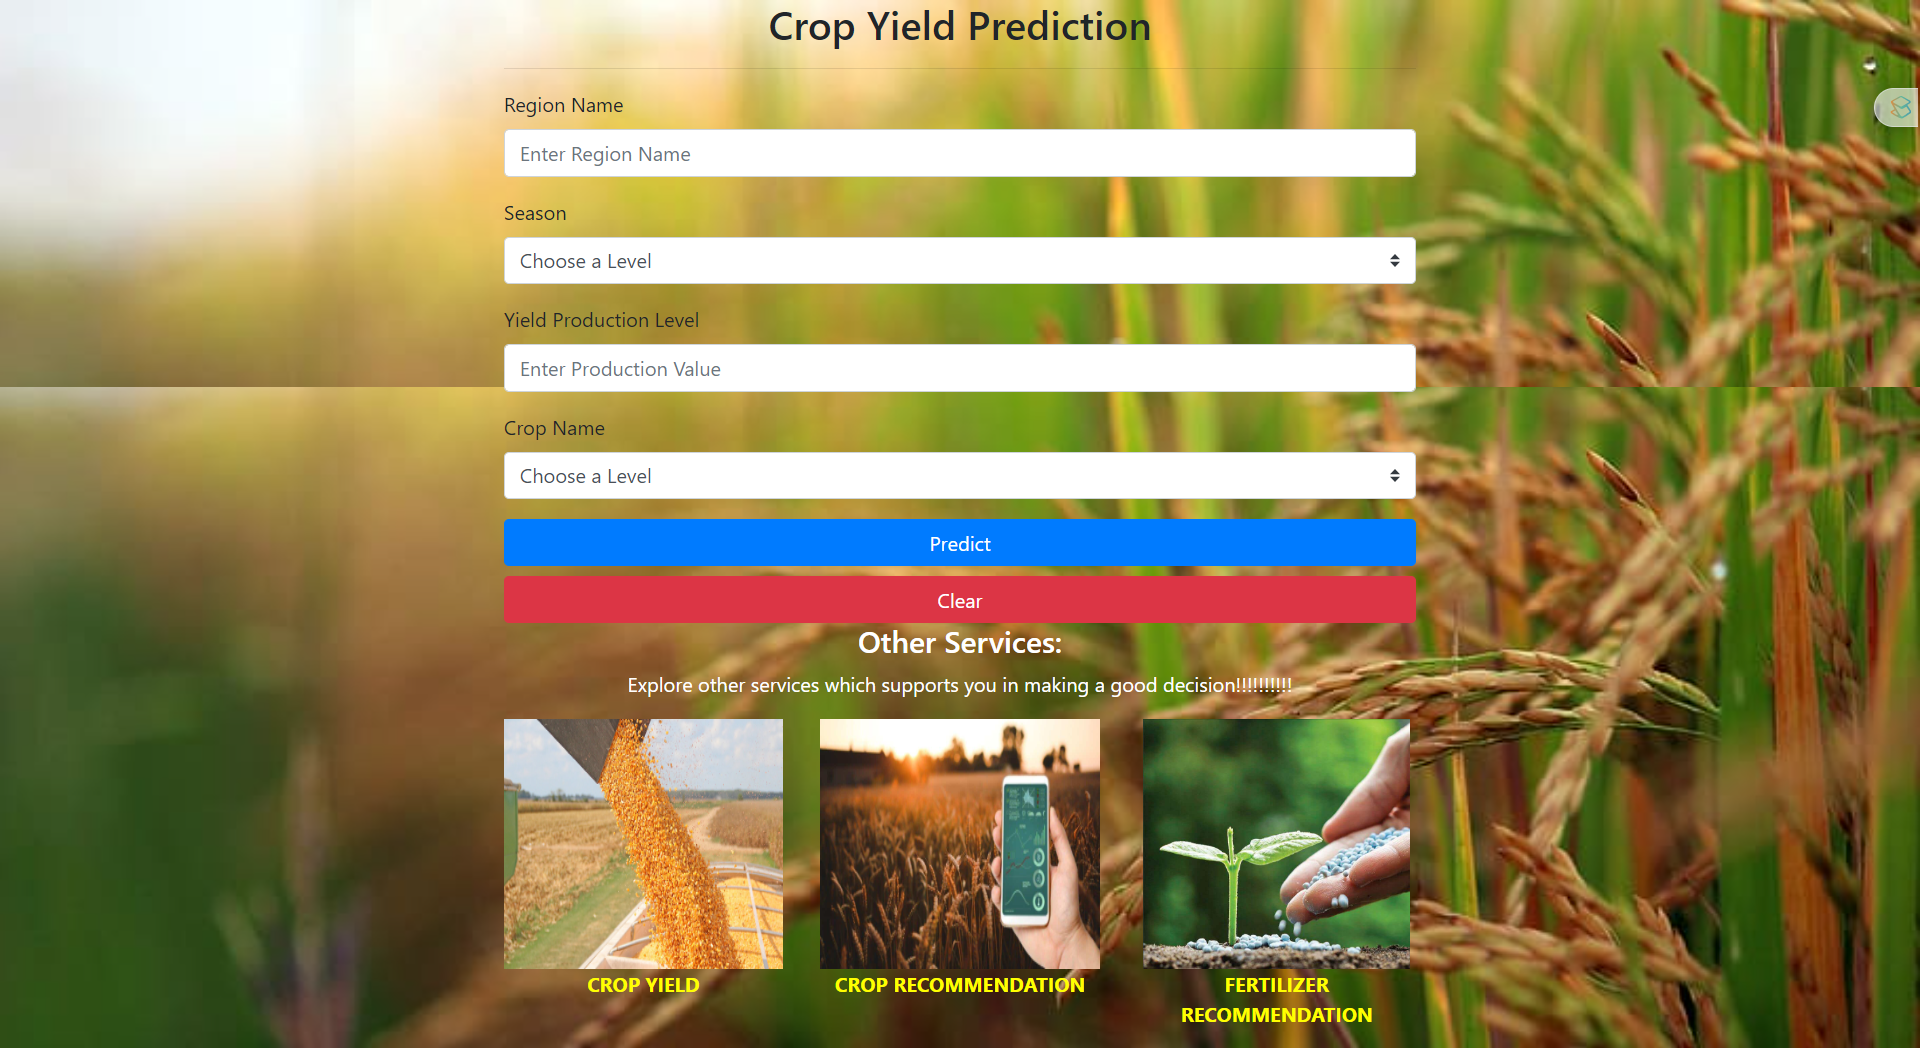 Crop Yield Prediction
Region Name
Enter Region Name
Season
Choose a Level
Yield Production Level
Enter Production Value
Crop Name
Choose a Level
Predict
Clear
Other Services:
Explore other services which supports you in making a good decision!!!!!!!!!!
CROP YIELD
CROP RECOMMENDATION
FERTILIZER
RECOMMENDATION